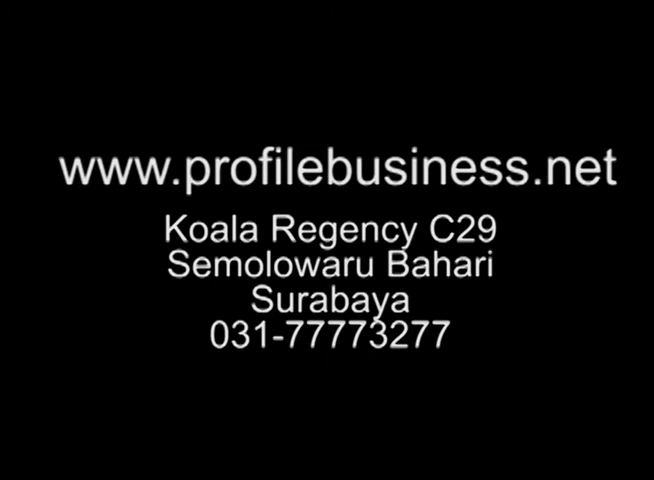 www.profilebusiness.net
Koala Regency C29
Semolowaru Bahari
Surabaya
031-77773277